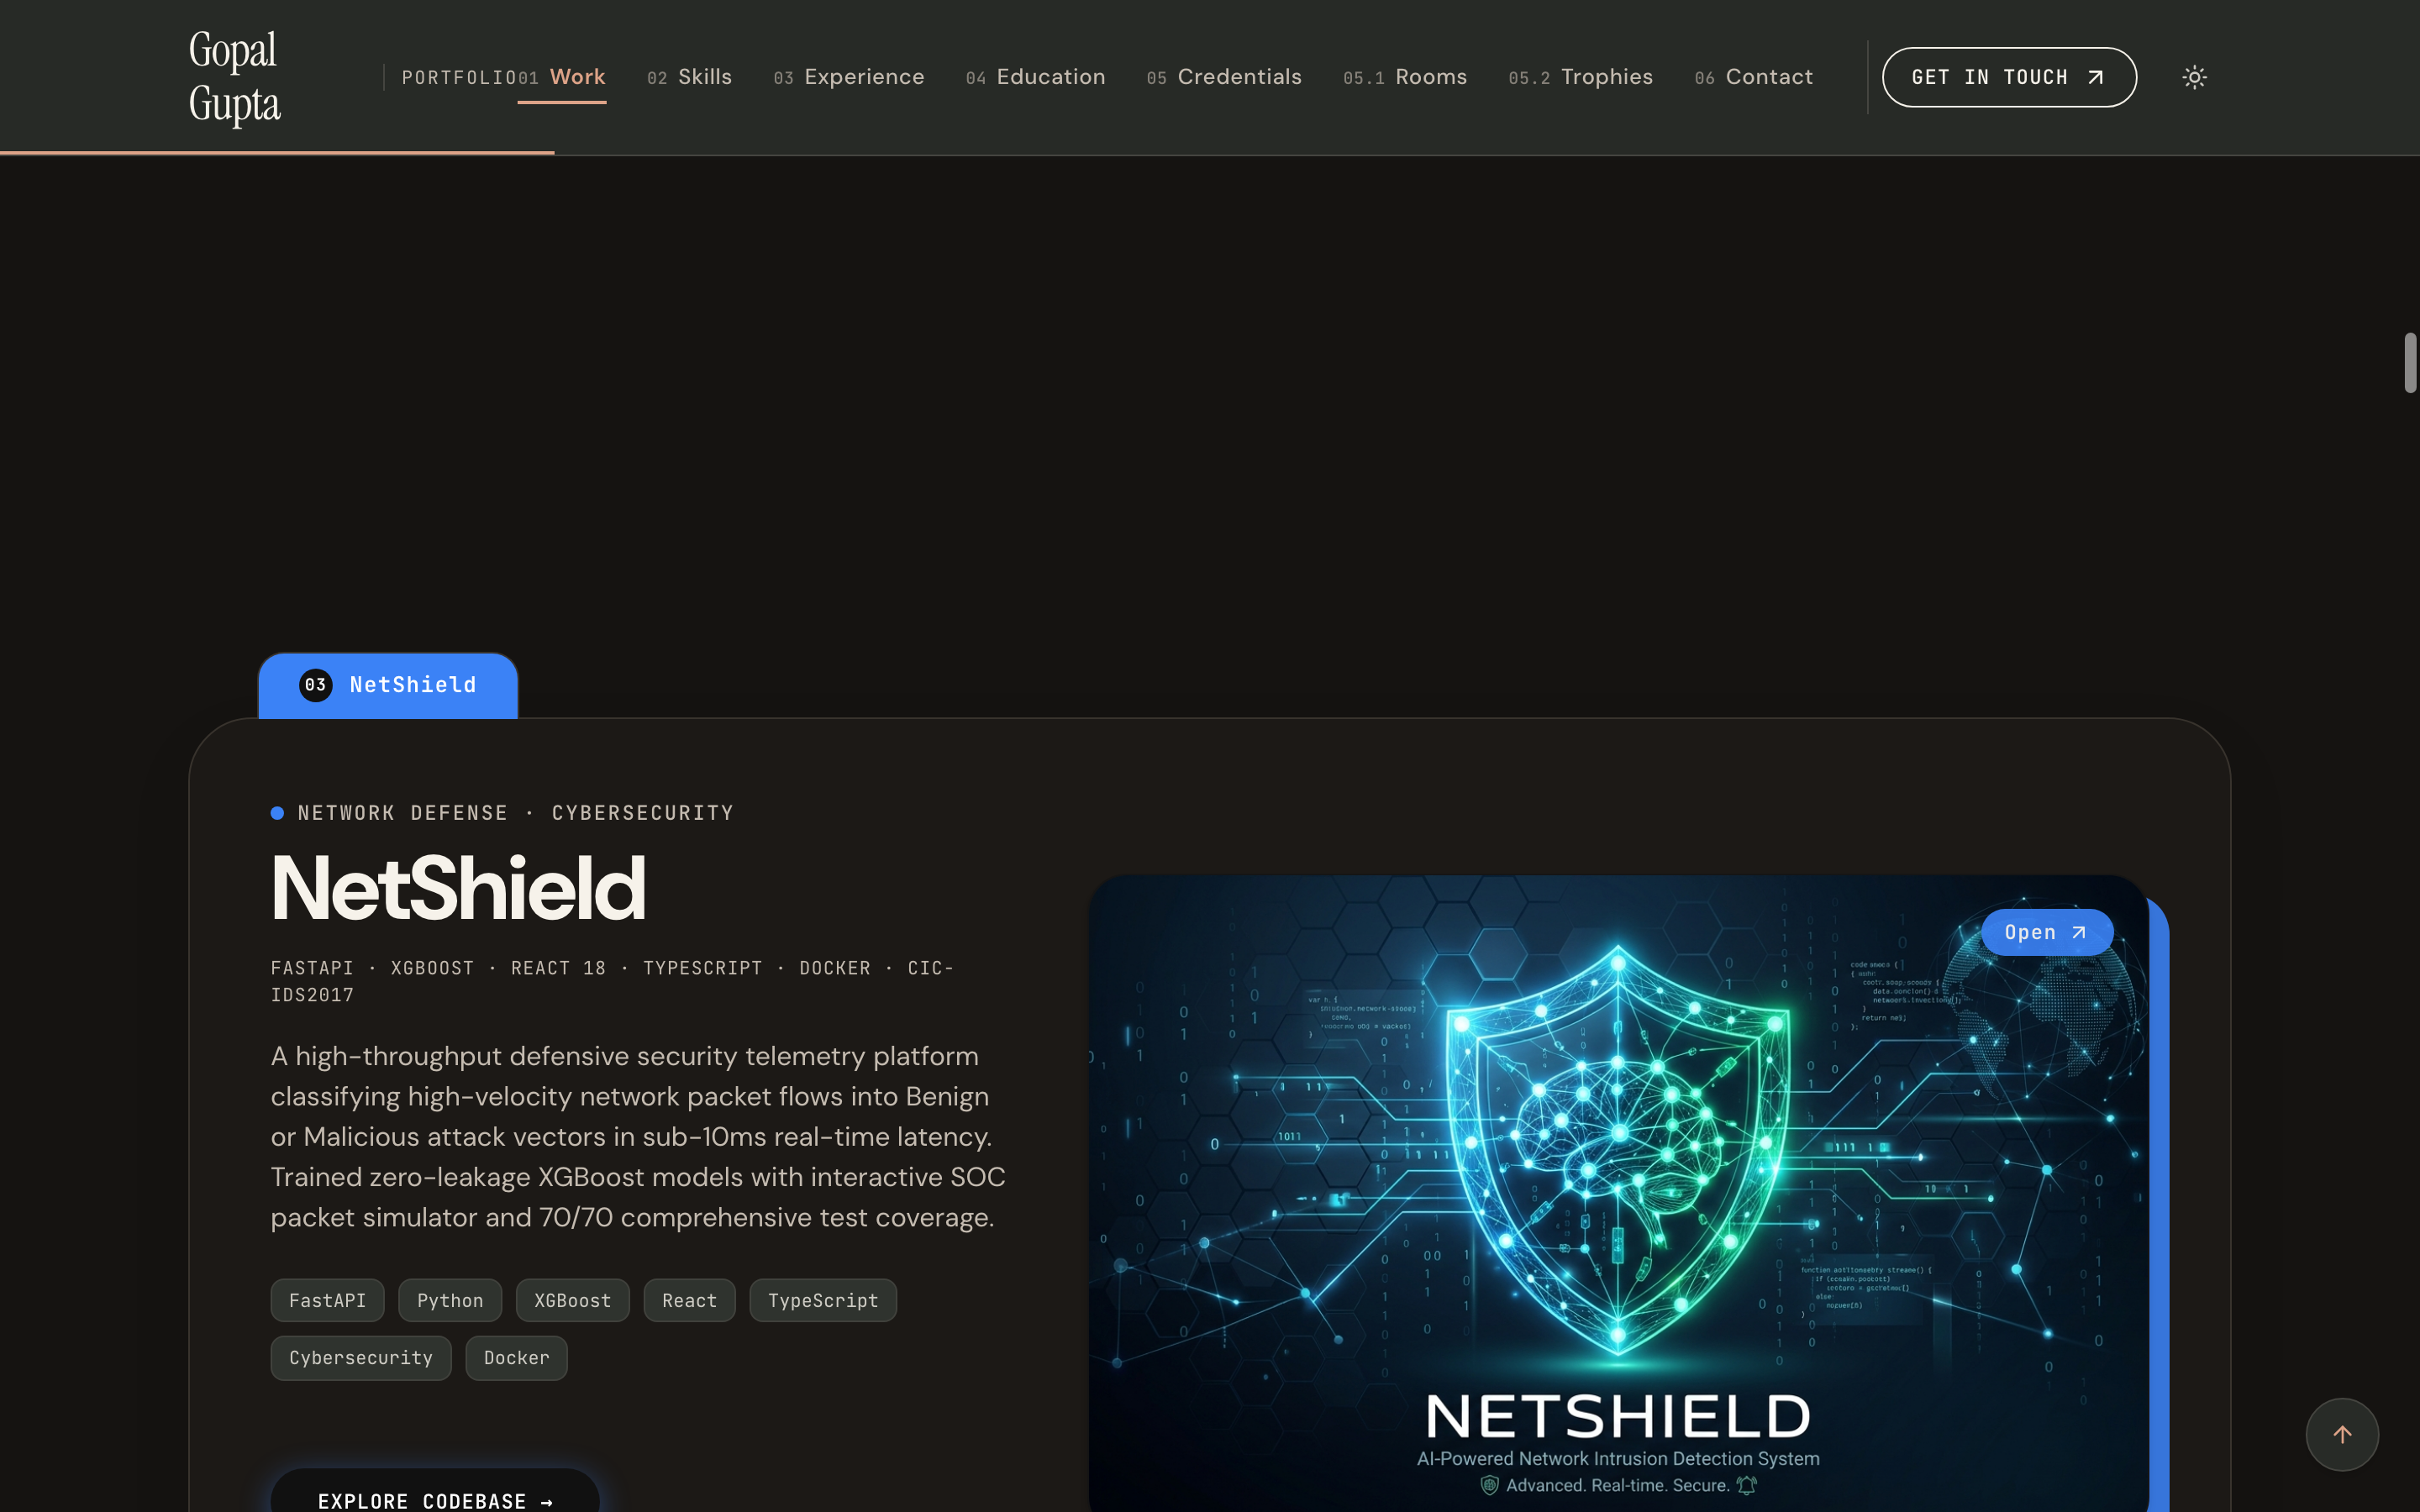 Gopal
Gupta
PORTFOLIO
01 Work
02 Skills
03 Experience
04 Education
05 Credentials
05.1 Rooms
05.2 Trophies
06 Contact
GET IN TOUCH ↗
03 NetShield
NETWORK DEFENSE · CYBERSECURITY
NetShield
FASTAPI · XGBOOST · REACT 18 · TYPESCRIPT · DOCKER · CIC-
IDS2017
A high-throughput defensive security telemetry platform
classifying high-velocity network packet flows into Benign
or Malicious attack vectors in sub-10ms real-time latency.
Trained zero-leakage XGBoost models with interactive SOC
packet simulator and 70/70 comprehensive test coverage.
FastAPI
Python
XGBoost
React
TypeScript
Cybersecurity
Docker
EXPLORE CODEBASE →
Open ↗
NETSHIELD
AI-Powered Network Intrusion Detection System
Advanced. Real-time. Secure.